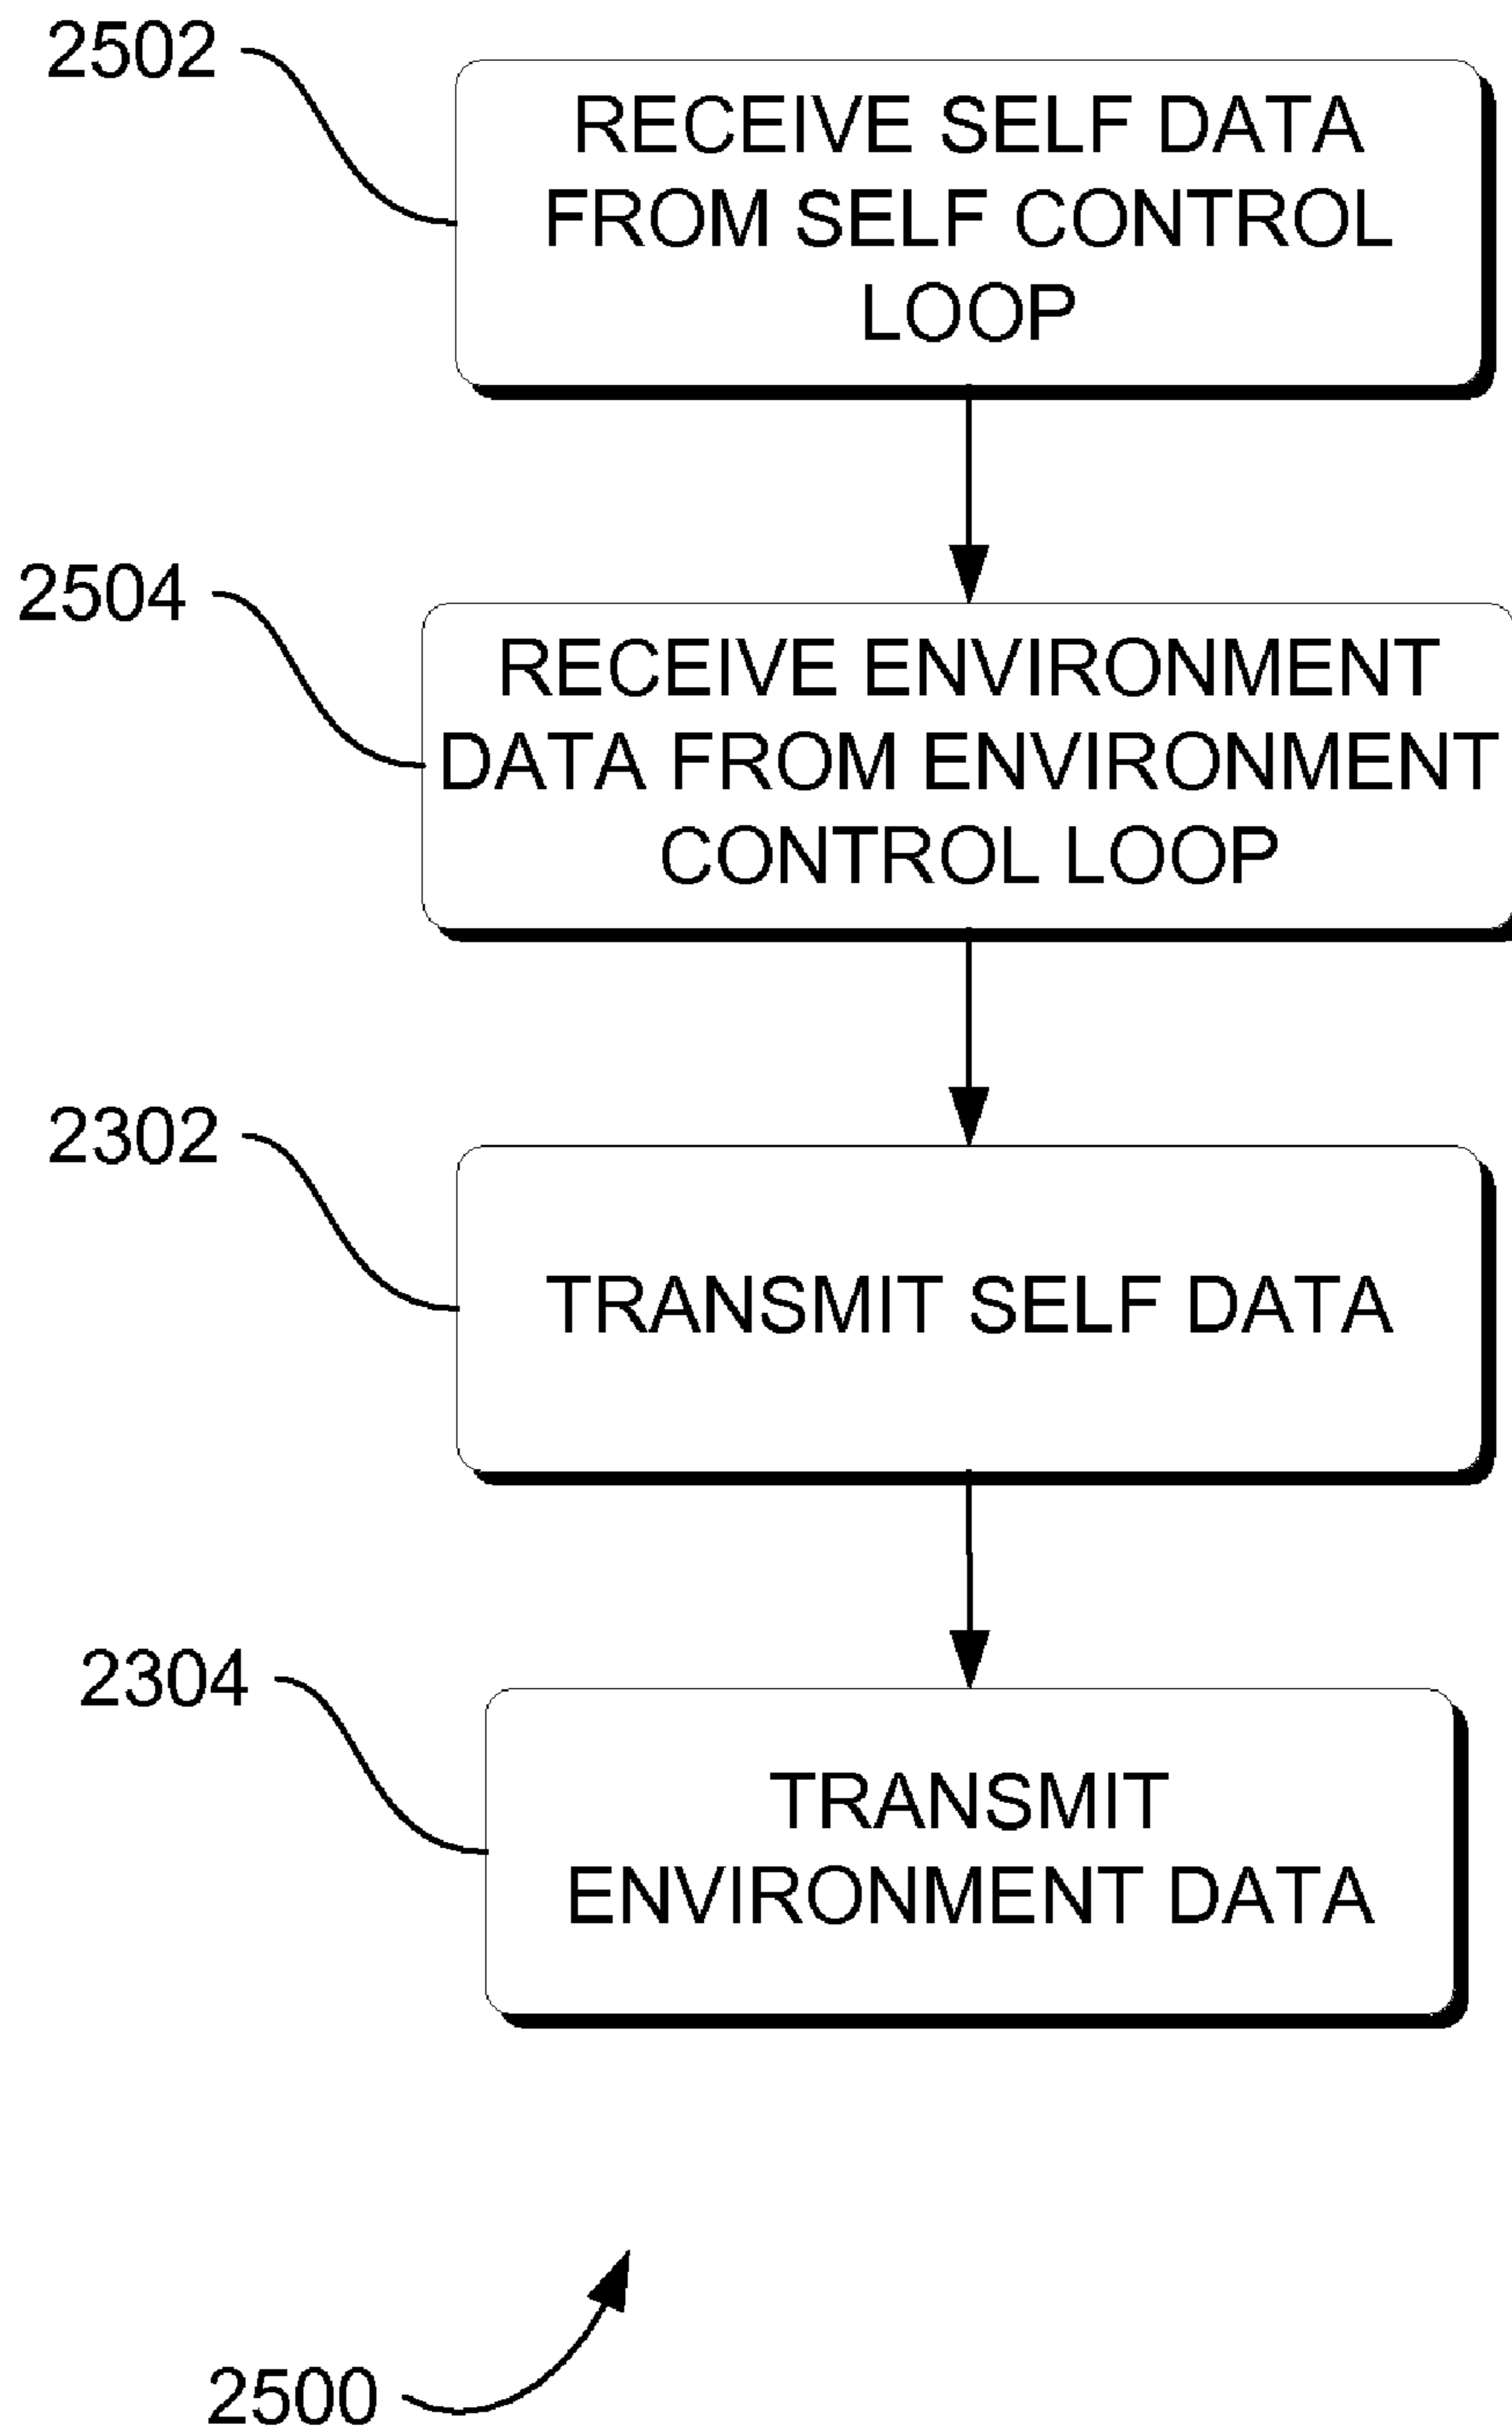 2502
RECEIVE SELF DATA
FROM SELF CONTROL
LOOP
2504
RECEIVE ENVIRONMENT
DATA FROM ENVIRONMENT
CONTROL LOOP
2302
TRANSMIT SELF DATA
2304
TRANSMIT
ENVIRONMENT DATA
2500